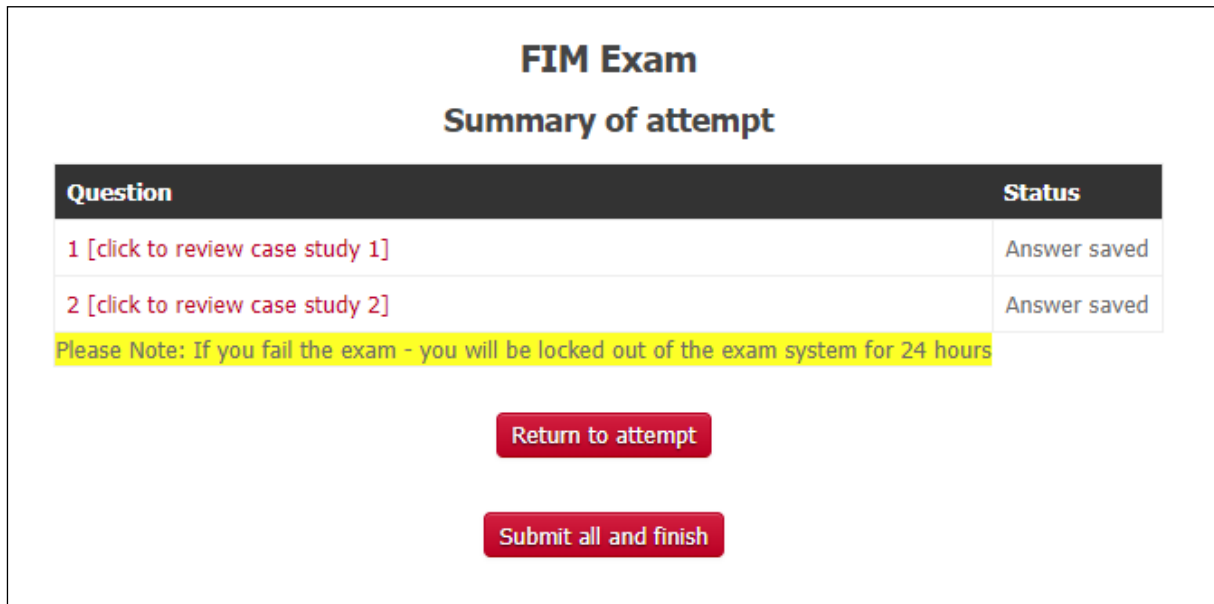 FIM Exam
Summary of attempt
Question Status
1 [click to review case study 1] Answer saved
2 [click to review case study 2] Answer saved
Please Note: If you fail the exam - you will be locked out of the exam system for 24 hours
Return to attempt
Submit all and finish